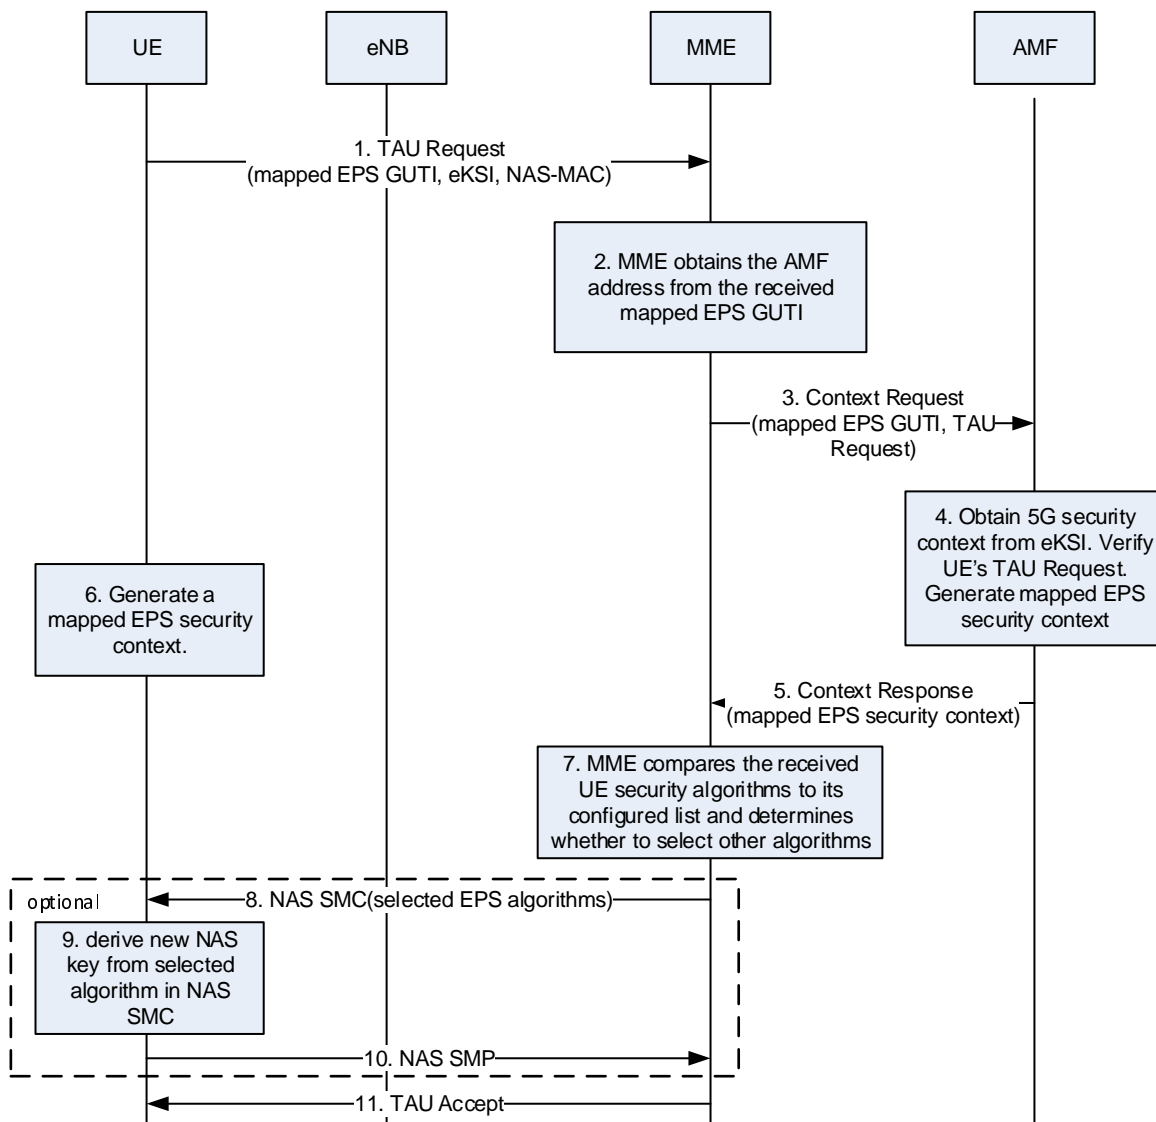 UE
eNB
MME
AMF
1. TAU Request
(mapped EPS GUTI, eKSI, NAS-MAC)
2. MME obtains the AMF
address from the received
mapped EPS GUTI
3. Context Request
(mapped EPS GUTI, TAU
Request)
4. Obtain 5G security
context from eKSI. Verify
UE's TAU Request.
Generate mapped EPS
security context
6. Generate a
mapped EPS security
context.
5. Context Response
(mapped EPS security context)
7. MME compares the received
UE security algorithms to its
configured list and determines
whether to select other algorithms
optional
8. NAS SMC(selected EPS algorithms)
9. derive new NAS
key from selected
algorithm in NAS
SMC
10. NAS SMP
11. TAU Accept